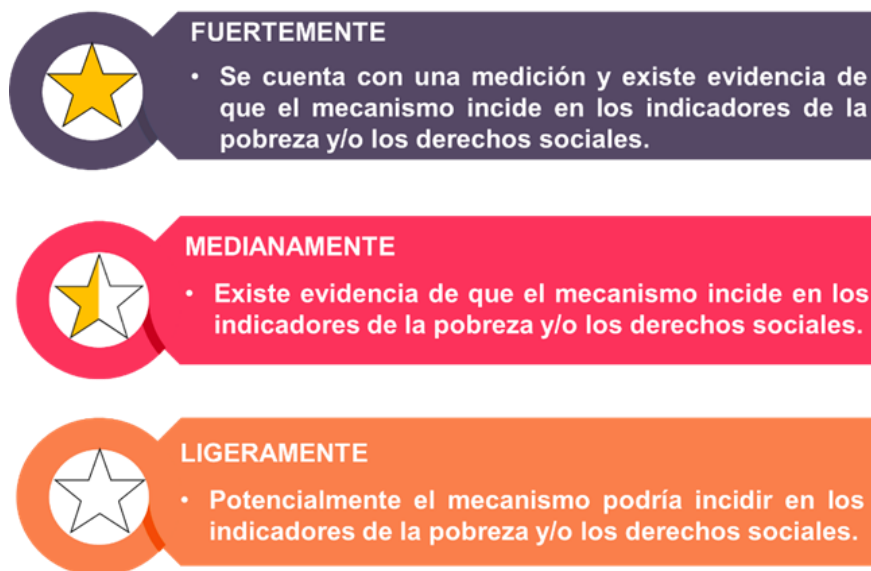 FUERTEMENTE
• Se cuenta con una medición y existe evidencia de
que el mecanismo incide en los indicadores de la
pobreza y/o los derechos sociales.
MEDIANAMENTE
• Existe evidencia de que el mecanismo incide en los
indicadores de la pobreza y/o los derechos sociales.
LIGERAMENTE
• Potencialmente el mecanismo podría incidir en los
indicadores de la pobreza y/o los derechos sociales.